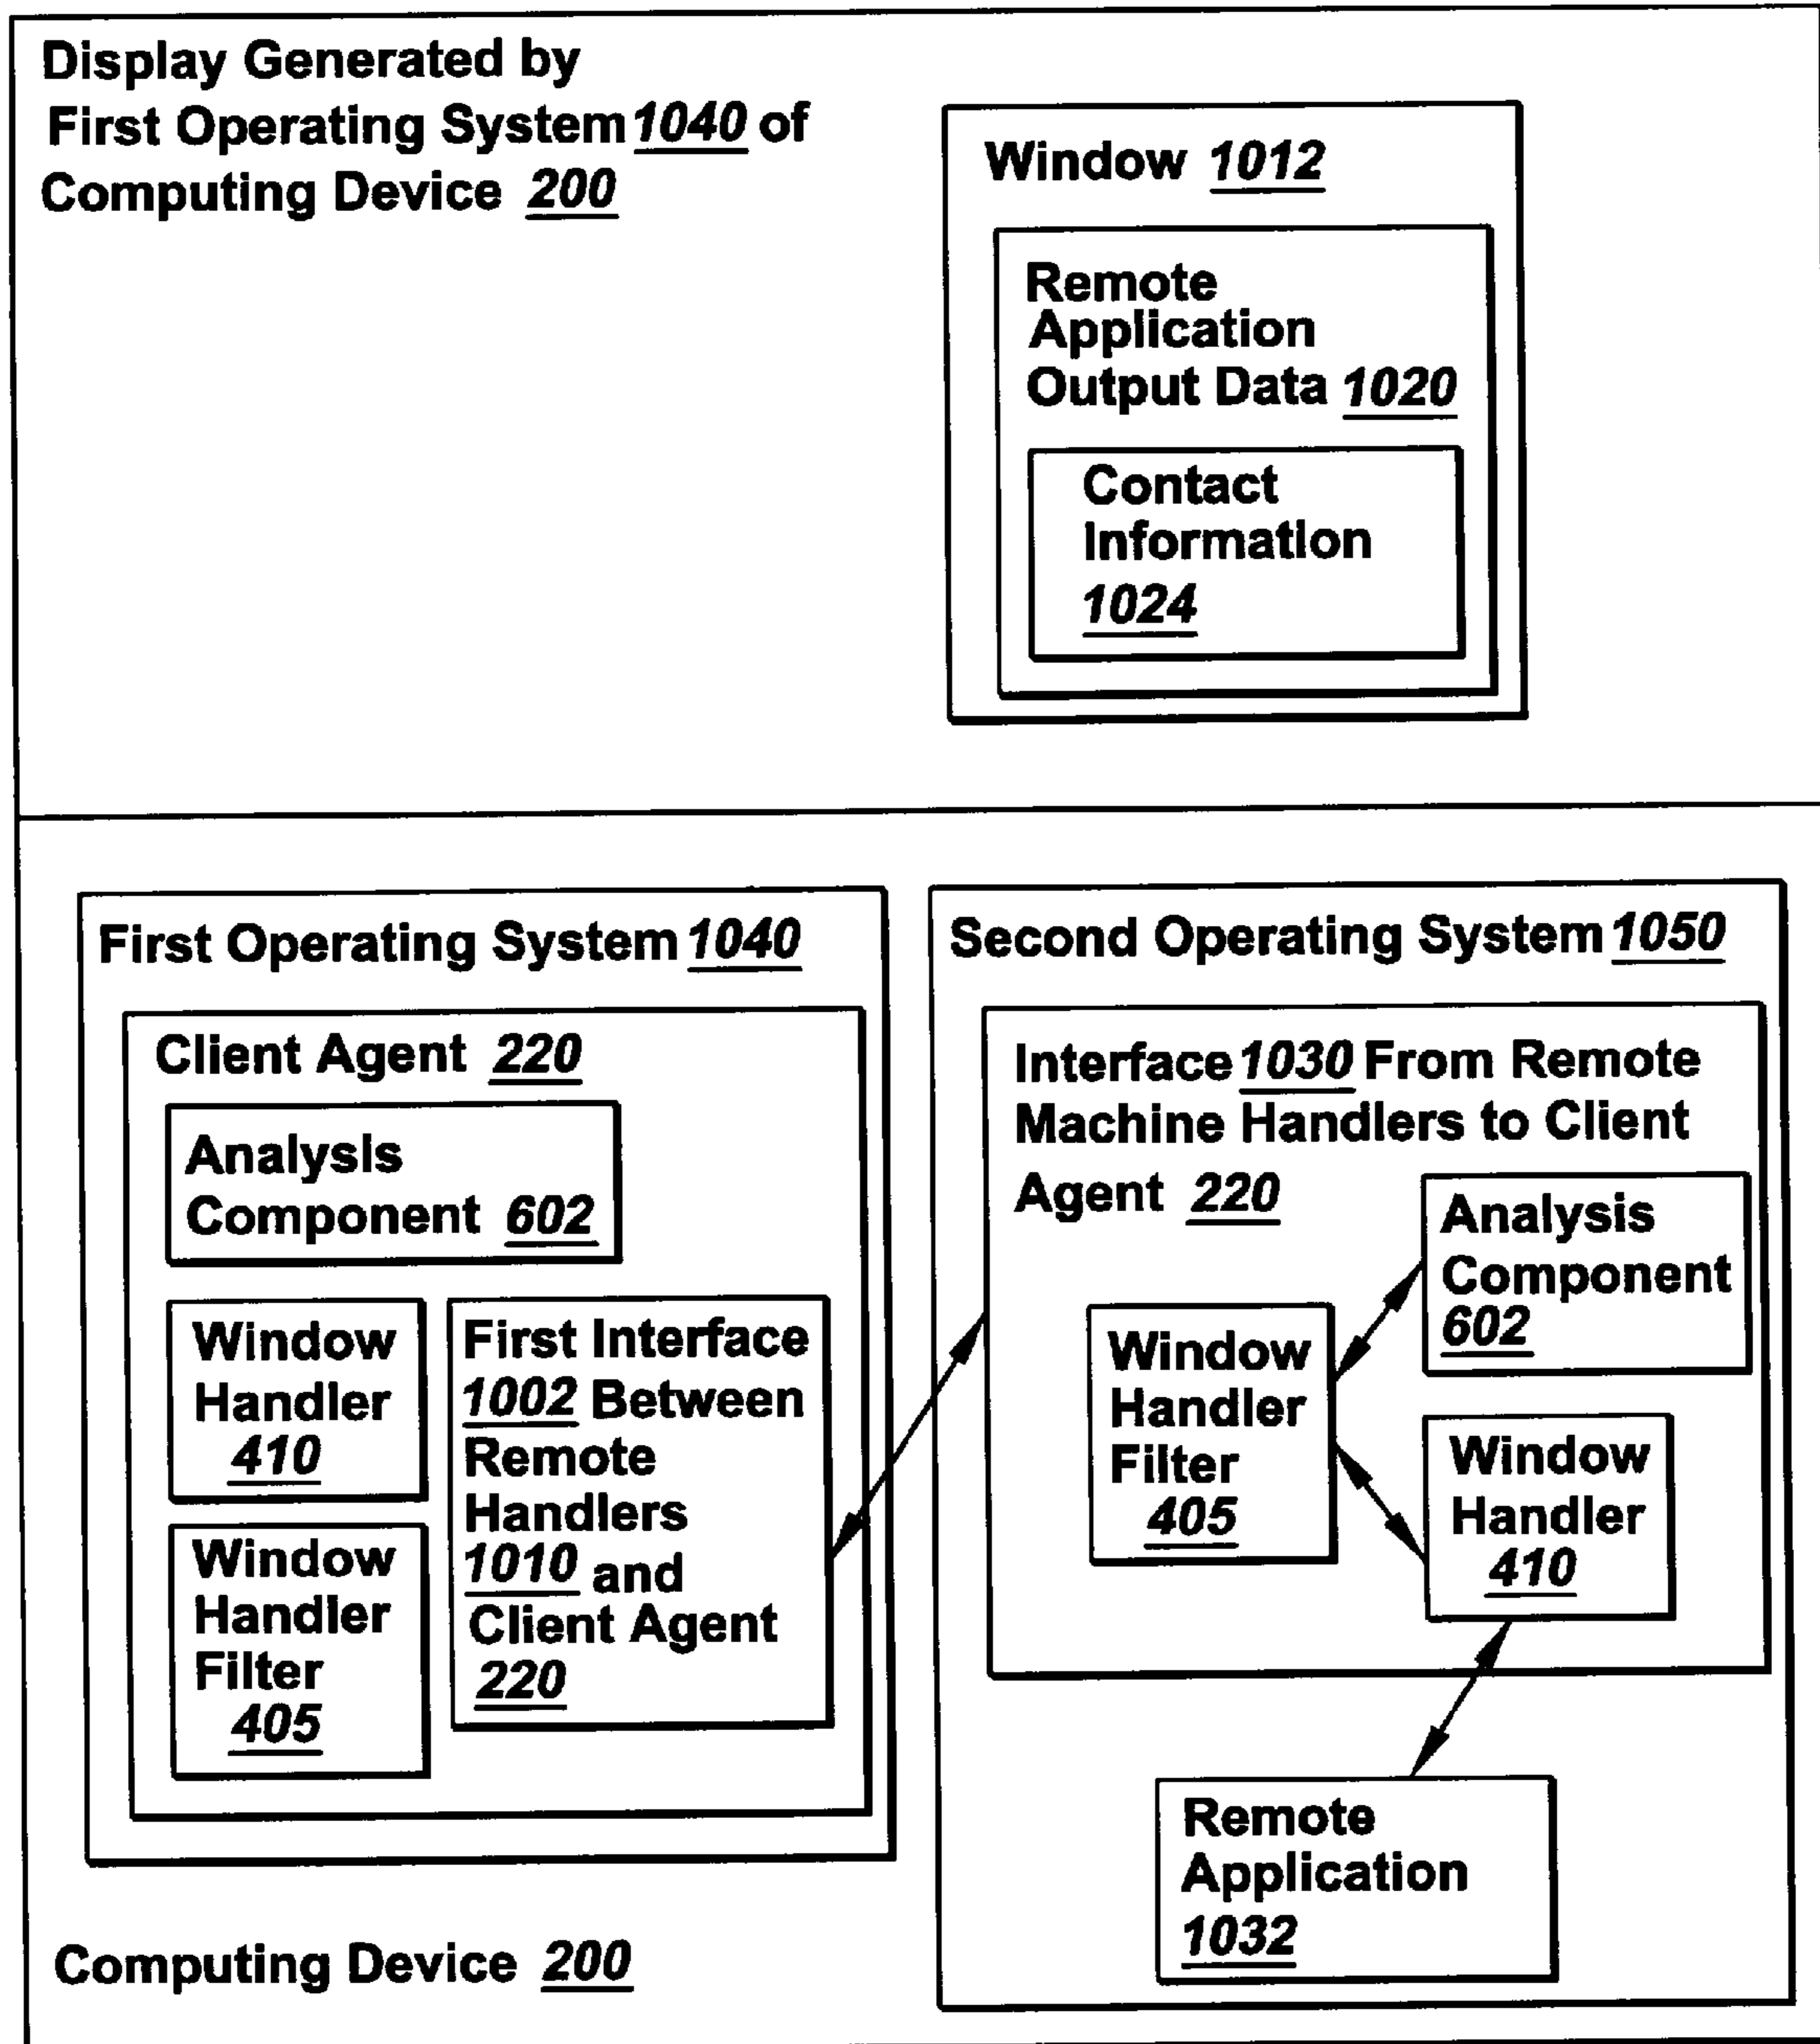 Display Generated by
First Operating System 1040 of
Computing Device 200
Window 1012
Remote
Application
Output Data 1020
Contact
Information
1024
First Operating System 1040
Client Agent 220
Analysis
Component 602
Window
Handler
410
Window
Handler
Filter
405
First Interface
1002 Between
Remote
Handlers
1010 and
Client Agent
220
Second Operating System 1050
Interface 1030 From Remote
Machine Handlers to Client
Agent 220
Analysis
Component
602
Window
Handler
Filter
405
Window
Handler
410
Remote
Application
1032
Computing Device 200